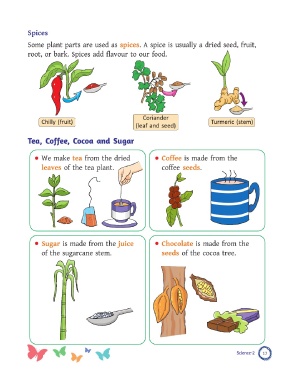 Spices
Some plant parts are used as spices. A spice is usually a dried seed, fruit,
root, or bark. Spices add flavour to our food.
Chilly (fruit)
Coriander
(leaf and seed)
Turmeric (stem)
Tea, Coffee, Cocoa and Sugar
• We make tea from the dried
leaves of the tea plant.
• Coffee is made from the
coffee seeds.
• Sugar is made from the juice
of the sugarcane stem.
• Chocolate is made from the
seeds of the cocoa tree.
Science-2